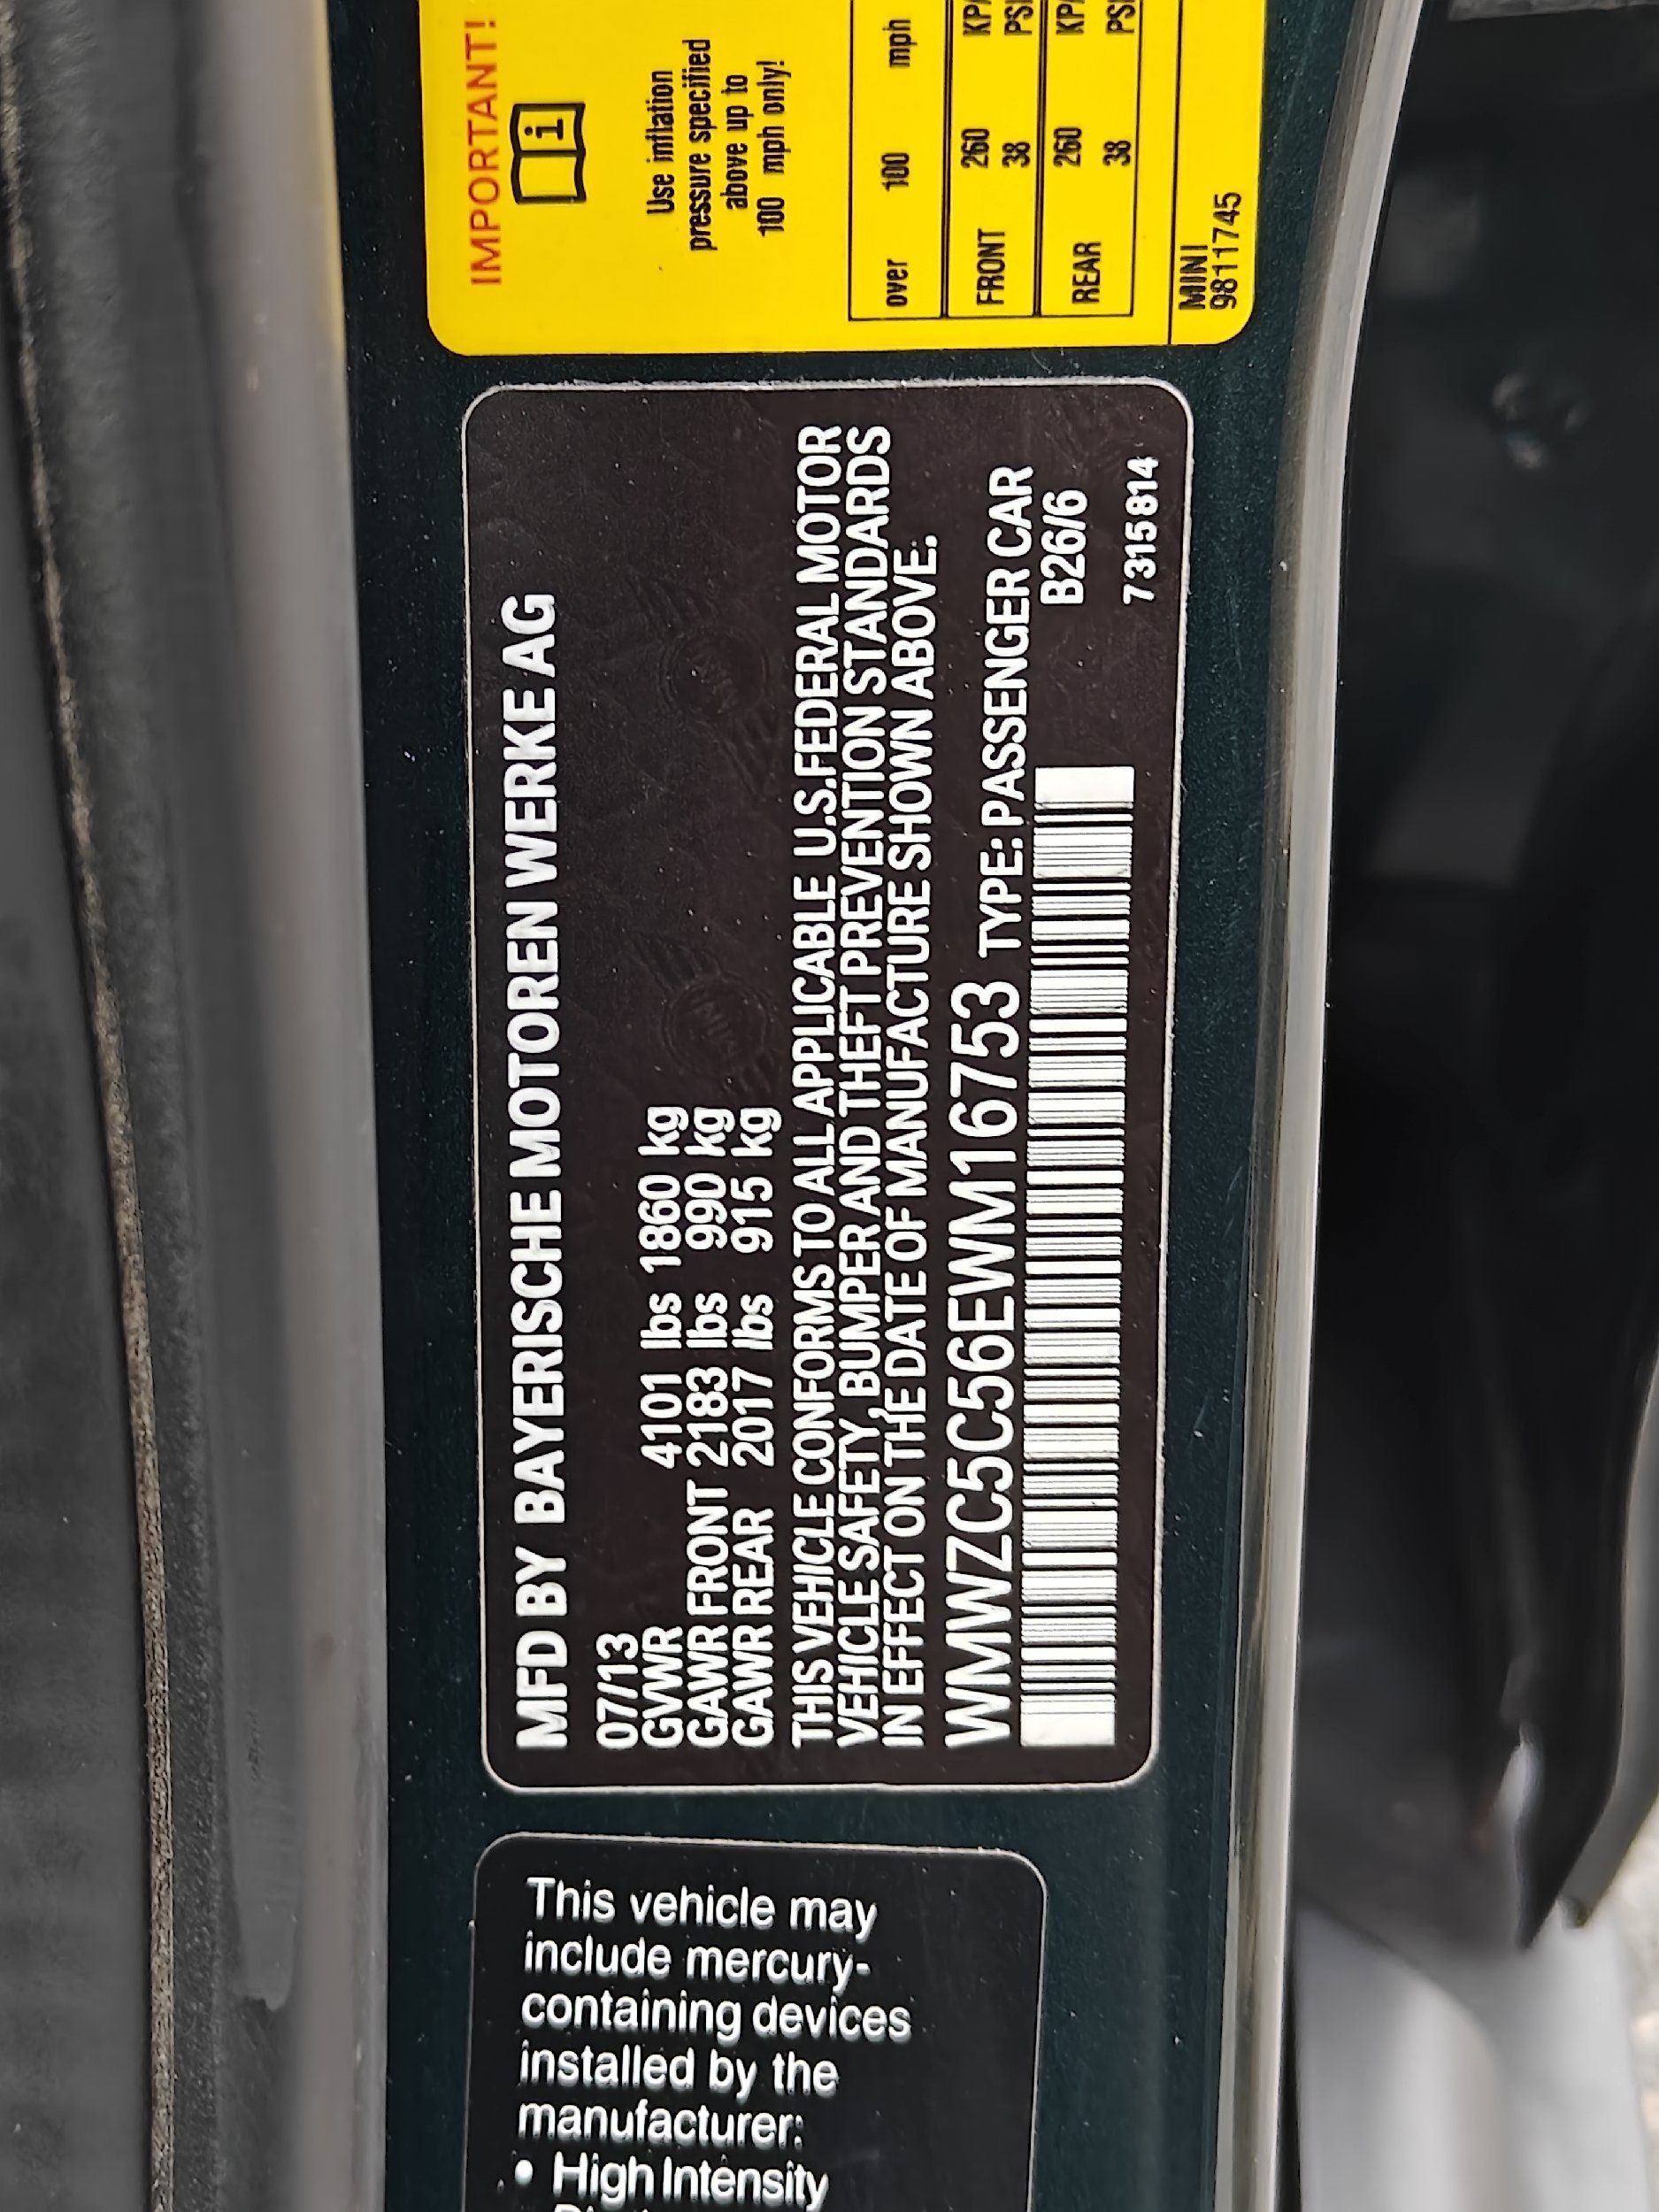 IMPORTANT!
i
Use inflation
pressure specified
above up to
100 mph only!
over 100 mph
FRONT 260
38 PSI
REAR 260
38 PSI
MINI
9811745
MFD BY BAYERISCHE MOTOREN WERKE AG
07/13
GVWR 4101 lbs 1860 kg
GAWR FRONT 2183 lbs 990 kg
GAWR REAR 2017 lbs 915 kg
THIS VEHICLE CONFORMS TO ALL APPLICABLE U.S.FEDERAL MOTOR
VEHICLE SAFETY, BUMPER AND THEFT PREVENTION STANDARDS
IN EFFECT ON THE DATE OF MANUFACTURE SHOWN ABOVE.
WMWZC5C56EWM16753 TYPE: PASSENGER CAR
B26/6
7315814
MINI
MINI
This vehicle may
include mercury-
containing devices
installed by the
manufacturer:
• High Intensity